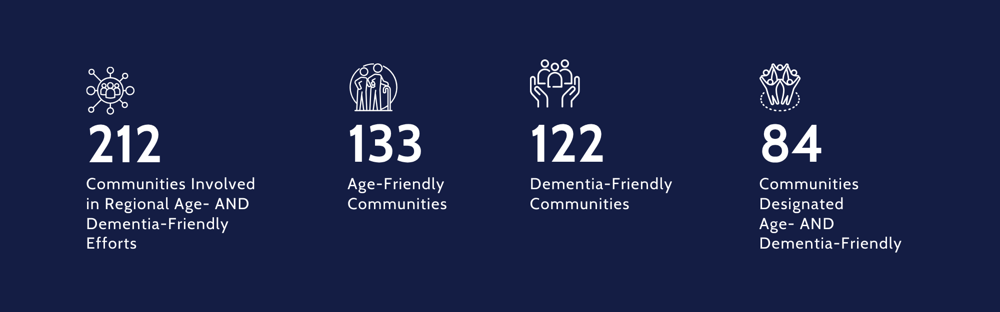 212
Communities Involved
in Regional Age- AND
Dementia-Friendly
Efforts
133
Age-Friendly
Communities
122
Dementia-Friendly
Communities
84
Communities
Designated
Age- AND
Dementia-Friendly